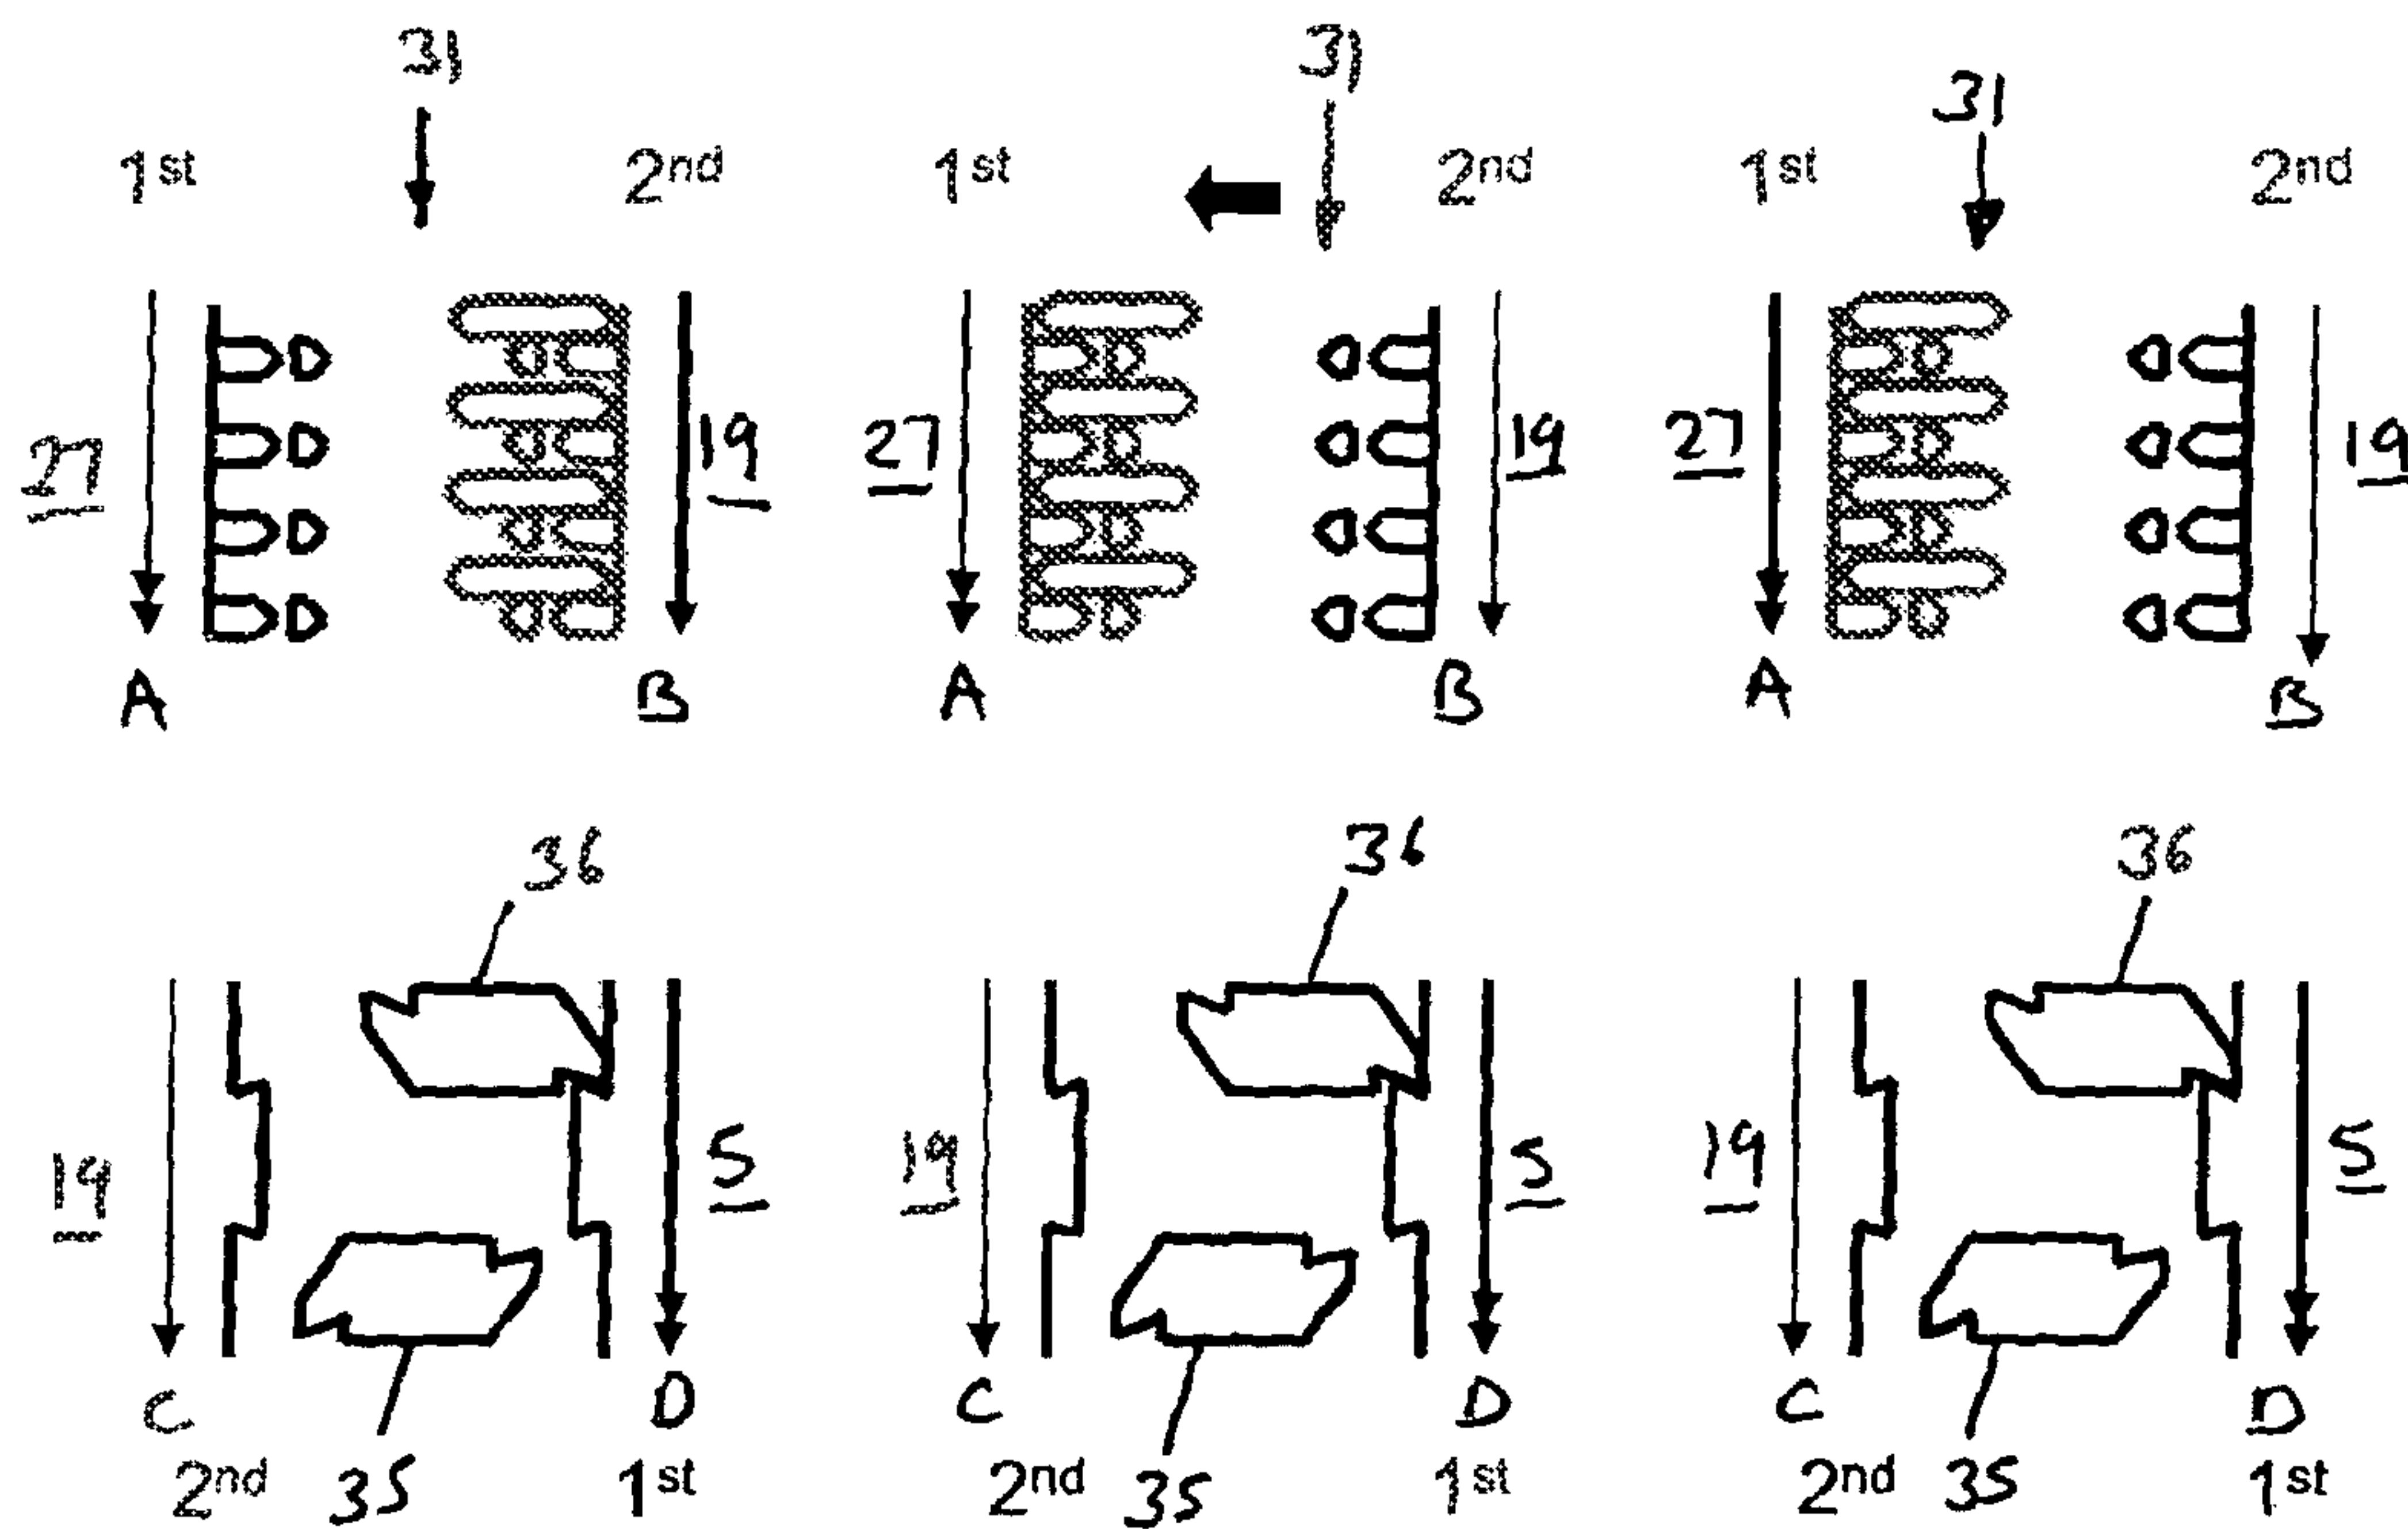 31 31 31
1st 2nd 1st 2nd 1st 2nd
27 19 27 19 27 19
A B A B A B
36 36 36
19 5 19 5 19 5
C D C D C D
2nd 35 1st 2nd 35 1st 2nd 35 1st